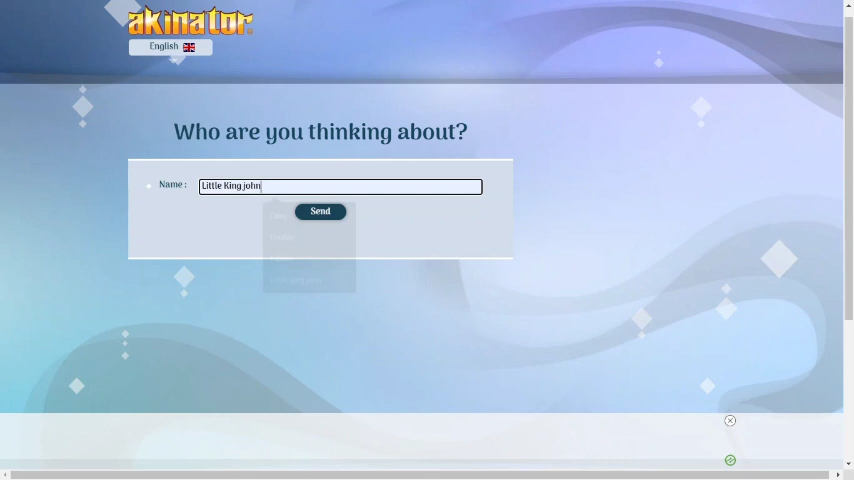 akinator
English
Who are you thinking about?
Name :
Little King john
Send